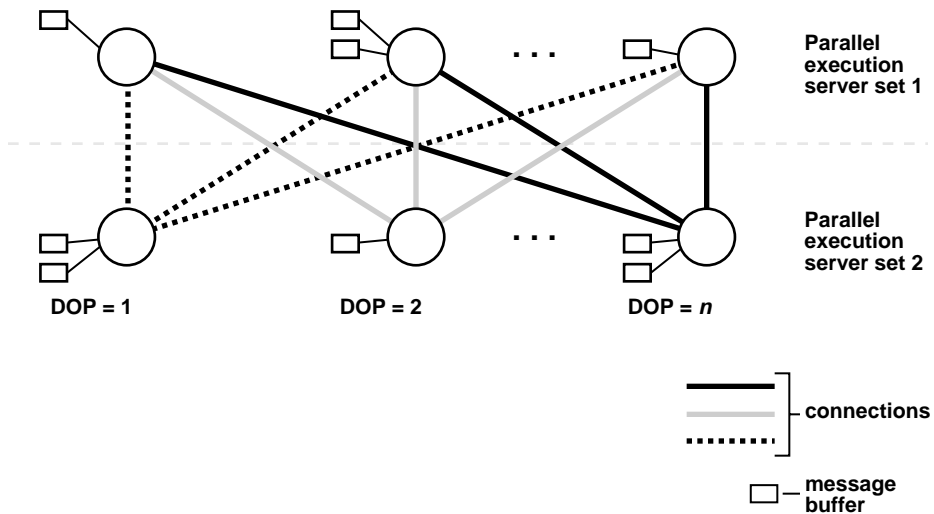 . . .
Parallel
execution
server set 1
. . .
Parallel
execution
server set 2
DOP = 1
DOP = 2
DOP = n
connections
message
buffer